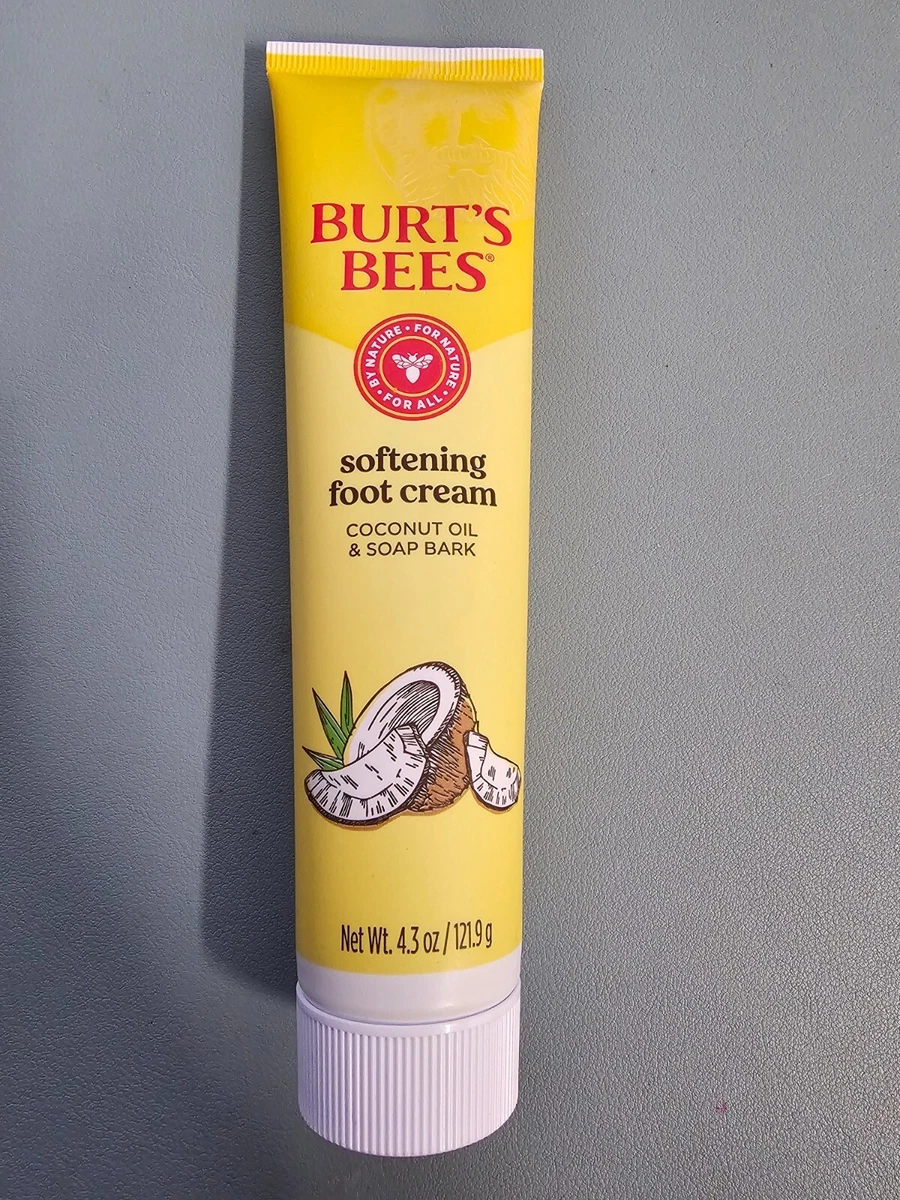 BURT'S
BEES®
BY NATURE • FOR NATURE • FOR ALL •
softening
foot cream
COCONUT OIL
& SOAP BARK
Net Wt. 4.3 oz / 121.9 g